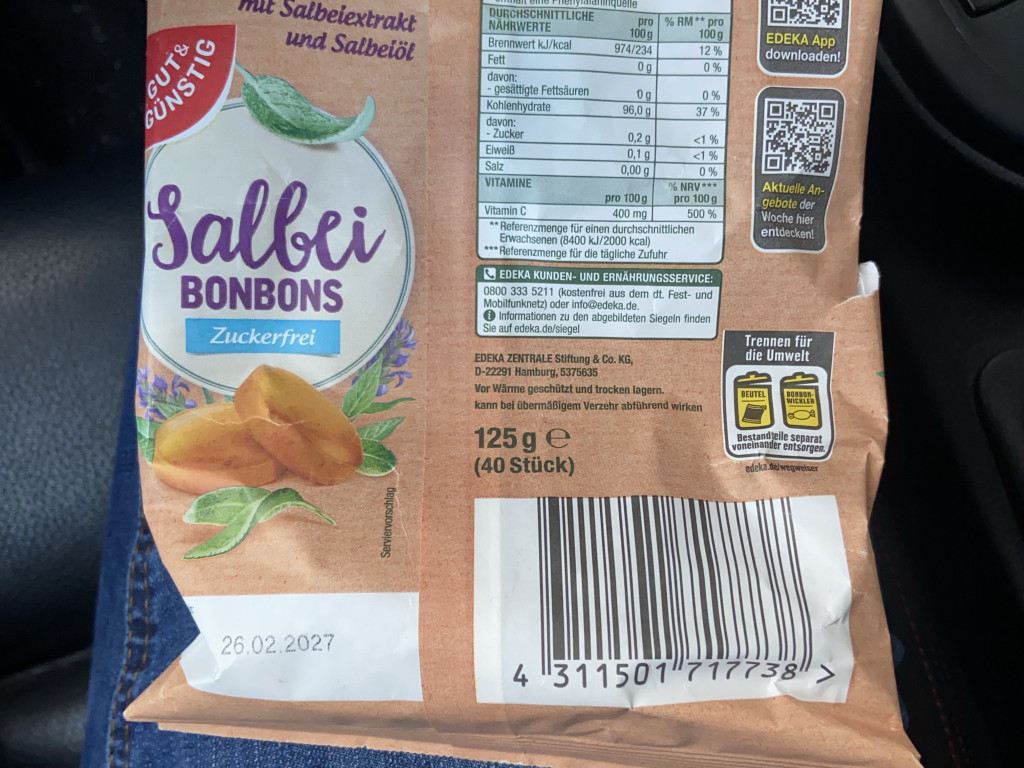 mit Salbeiextrakt
und Salbeiöl
GUT&
GÜNSTIG
Salbei
BONBONS
Zuckerfrei
Serviervorschlag
26.02.2027
enthält eine Phenylalaninquelle
DURCHSCHNITTLICHE NÄHRWERTE pro 100 g % RM** pro 100 g
Brennwert kJ/kcal 974/234 12 %
Fett 0 g 0 %
davon:
- gesättigte Fettsäuren 0 g 0 %
Kohlenhydrate 96,0 g 37 %
davon:
- Zucker 0,2 g <1 %
Eiweiß 0,1 g <1 %
Salz 0,00 g 0 %
VITAMINE pro 100 g % NRV*** pro 100 g
Vitamin C 400 mg 500 %
**Referenzmenge für einen durchschnittlichen
Erwachsenen (8400 kJ/2000 kcal)
***Referenzmenge für die tägliche Zufuhr
EDEKA KUNDEN- UND ERNÄHRUNGSSERVICE:
0800 333 5211 (kostenfrei aus dem dt. Fest- und
Mobilfunknetz) oder info@edeka.de.
i Informationen zu den abgebildeten Siegeln finden
Sie auf edeka.de/siegel
EDEKA ZENTRALE Stiftung & Co. KG,
D-22291 Hamburg, 5375635
Vor Wärme geschützt und trocken lagern.
kann bei übermäßigem Verzehr abführend wirken
125 g e
(40 Stück)
EDEKA App
downloaden!
Aktuelle An-
gebote der
Woche hier
entdecken!
Trennen für
die Umwelt
BEUTEL
BONBON-
WICKLER
Bestandteile separat
voneinander entsorgen.
edeka.de/wegweiser
4 311501 717738 >